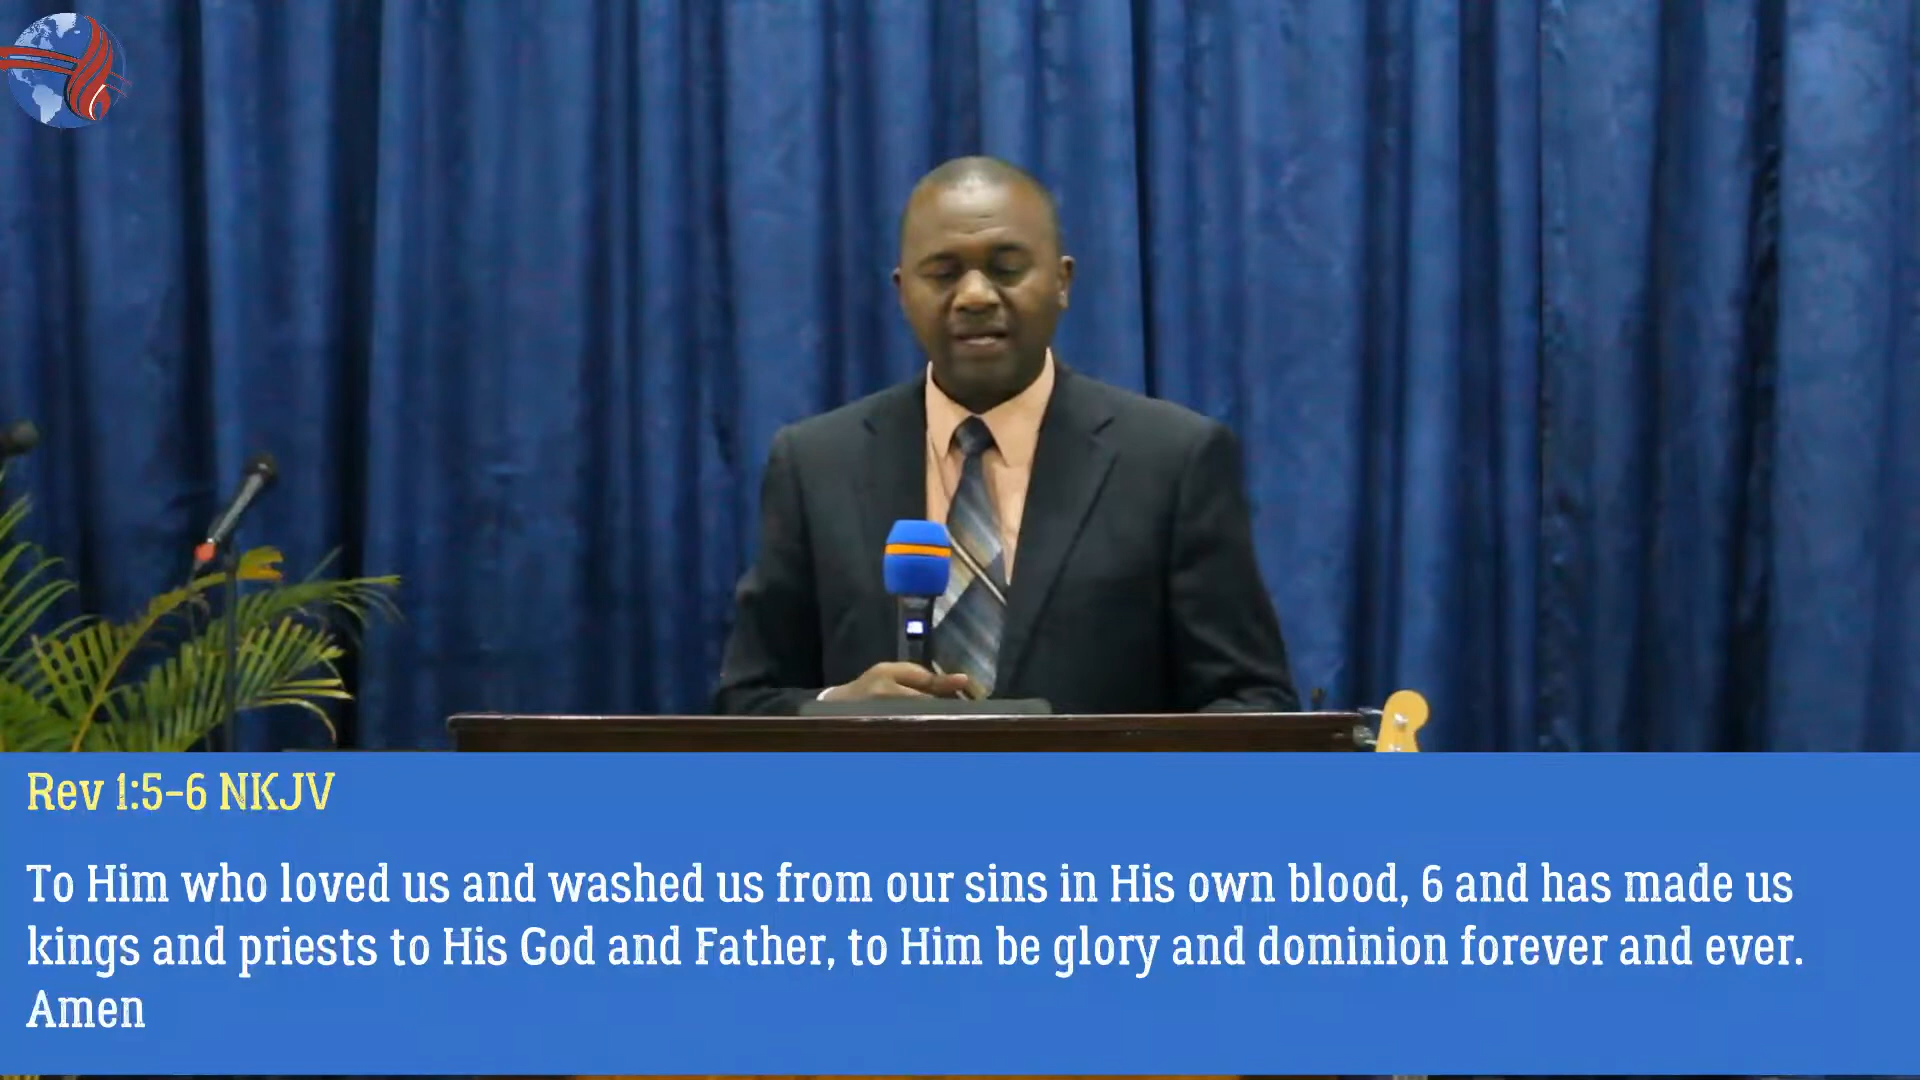 Rev 1:5-6 NKJV
To Him who loved us and washed us from our sins in His own blood, 6 and has made us
kings and priests to His God and Father, to Him be glory and dominion forever and ever.
Amen